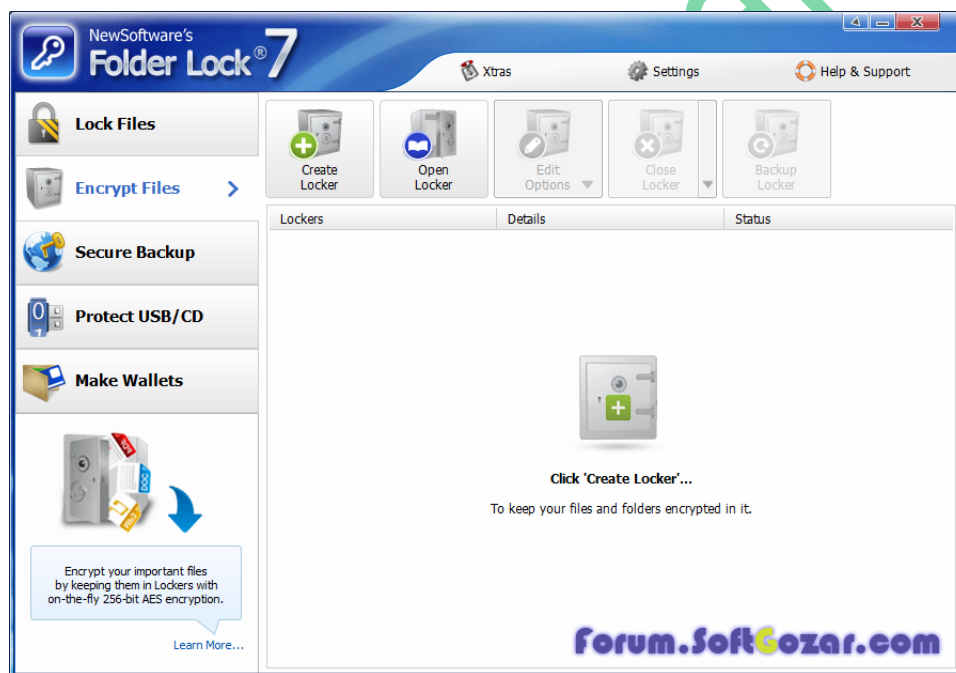 NewSoftware's
Folder Lock® 7
Xtras
Settings
Help & Support
Lock Files
Encrypt Files
Secure Backup
Protect USB/CD
Make Wallets
Create
Locker
Open
Locker
Edit
Options
Close
Locker
Backup
Locker
Lockers Details Status
Click 'Create Locker'...
To keep your files and folders encrypted in it.
Encrypt your important files
by keeping them in Lockers with
on-the-fly 256-bit AES encryption.
Learn More...
Forum.SoftGozar.com